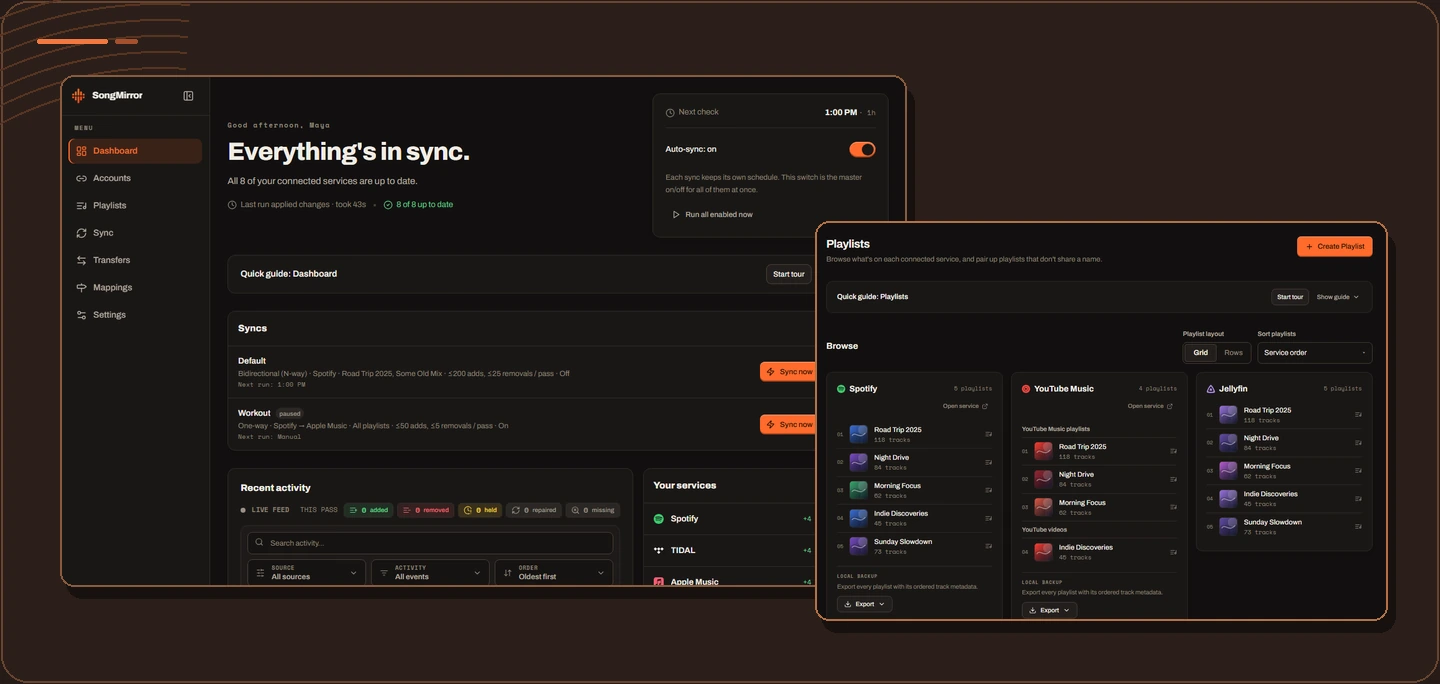 SongMirror
MENU
Dashboard
Accounts
Playlists
Sync
Transfers
Mappings
Settings
Good afternoon, Maya
Everything's in sync.
All 8 of your connected services are up to date.
Last run applied changes · took 43s • 8 of 8 up to date
Next check 1:00 PM · 1h
Auto-sync: on
Each sync keeps its own schedule. This switch is the master
on/off for all of them at once.
Run all enabled now
Quick guide: Dashboard Start tour
Syncs
Default
Bidirectional (N-way) · Spotify · Road Trip 2025, Some Old Mix · ≤200 adds, ≤25 removals / pass · Off
Next run: 1:00 PM
Sync now
Workout paused
One-way · Spotify → Apple Music · All playlists · ≤50 adds, ≤5 removals / pass · On
Next run: Manual
Sync now
Recent activity
LIVE FEED THIS PASS 0 added 0 removed 0 held 0 repaired 0 missing
Search activity...
SOURCE
All sources
ACTIVITY
All events
ORDER
Oldest first
Your services
Spotify +4
TIDAL +4
Apple Music +4
Playlists
Browse what's on each connected service, and pair up playlists that don't share a name.
Create Playlist
Quick guide: Playlists Start tour Show guide
Browse
Playlist layout
Grid Rows
Sort playlists
Service order
Spotify 5 playlists
Open service
01 Road Trip 2025
118 tracks
02 Night Drive
84 tracks
03 Morning Focus
62 tracks
04 Indie Discoveries
45 tracks
05 Sunday Slowdown
73 tracks
LOCAL BACKUP
Export every playlist with its ordered track metadata.
Export
YouTube Music 4 playlists
Open service
YouTube Music playlists
01 Road Trip 2025
118 tracks
02 Night Drive
84 tracks
03 Morning Focus
62 tracks
YouTube videos
04 Indie Discoveries
45 tracks
LOCAL BACKUP
Export every playlist with its ordered track metadata.
Export
Jellyfin 5 playlists
01 Road Trip 2025
118 tracks
02 Night Drive
84 tracks
03 Morning Focus
62 tracks
04 Indie Discoveries
45 tracks
05 Sunday Slowdown
73 tracks